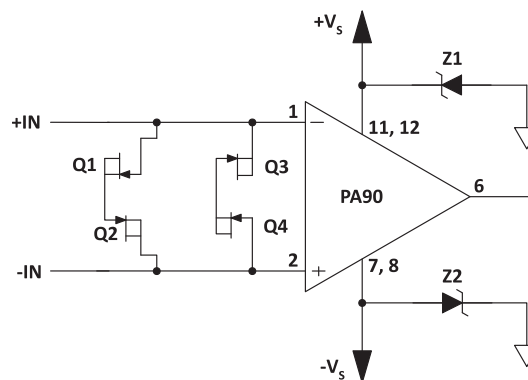 +Vs
Z1
+IN
1
−
11, 12
Q1
Q3
PA90
6
Q2
Q4
-IN
2
+
7, 8
Z2
-Vs